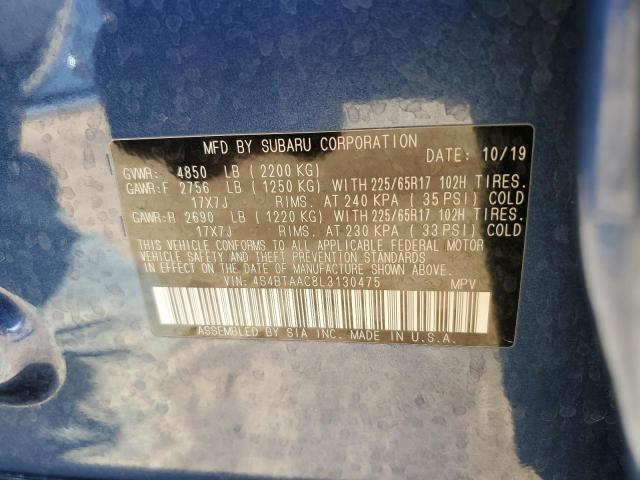 MFD BY SUBARU CORPORATION
DATE: 10/19
GVWR: 4850 LB (2200 KG)
GAWR:F 2756 LB (1250 KG) WITH 225/65R17 102H TIRES.
17X7J RIMS. AT 240 KPA (35 PSI) COLD
GAWR:R 2690 LB (1220 KG) WITH 225/65R17 102H TIRES.
17X7J RIMS. AT 230 KPA (33 PSI) COLD
THIS VEHICLE CONFORMS TO ALL APPLICABLE FEDERAL MOTOR
VEHICLE SAFETY AND THEFT PREVENTION STANDARDS
IN EFFECT ON THE DATE OF MANUFACTURE SHOWN ABOVE.
VIN: 4S4BTAAC8L3130475 MPV
ASSEMBLED BY SIA INC. MADE IN U.S.A.